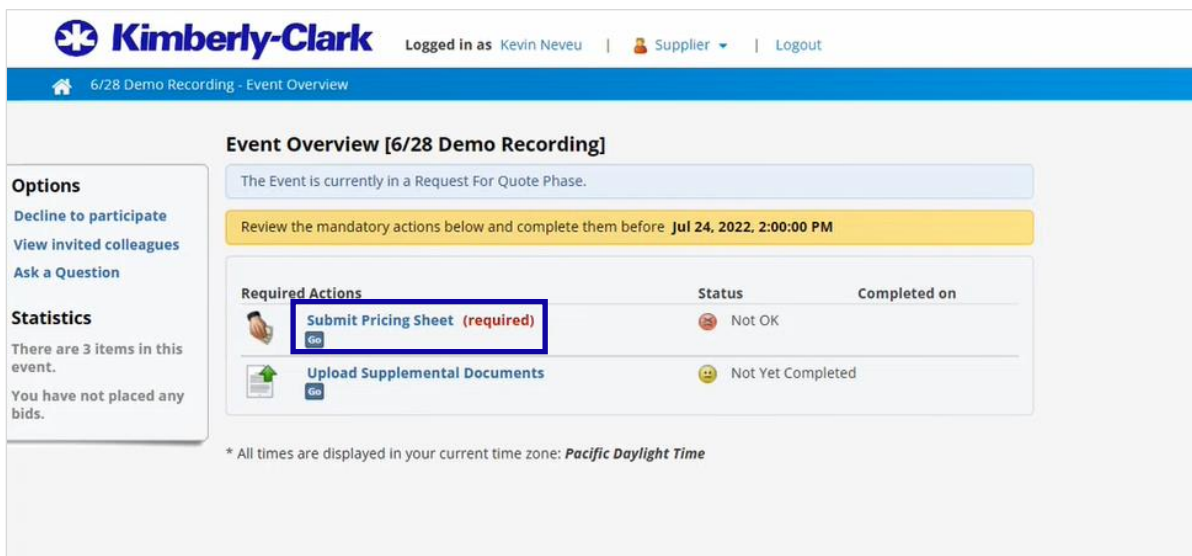 Kimberly-Clark Logged in as Kevin Neveu | Supplier | Logout
6/28 Demo Recording - Event Overview
Event Overview [6/28 Demo Recording]
The Event is currently in a Request For Quote Phase.
Review the mandatory actions below and complete them before Jul 24, 2022, 2:00:00 PM
Options
Decline to participate
View invited colleagues
Ask a Question
Statistics
There are 3 items in this
event.
You have not placed any
bids.
Required Actions Status Completed on
Submit Pricing Sheet (required) Not OK
Go
Upload Supplemental Documents Not Yet Completed
Go
* All times are displayed in your current time zone: Pacific Daylight Time